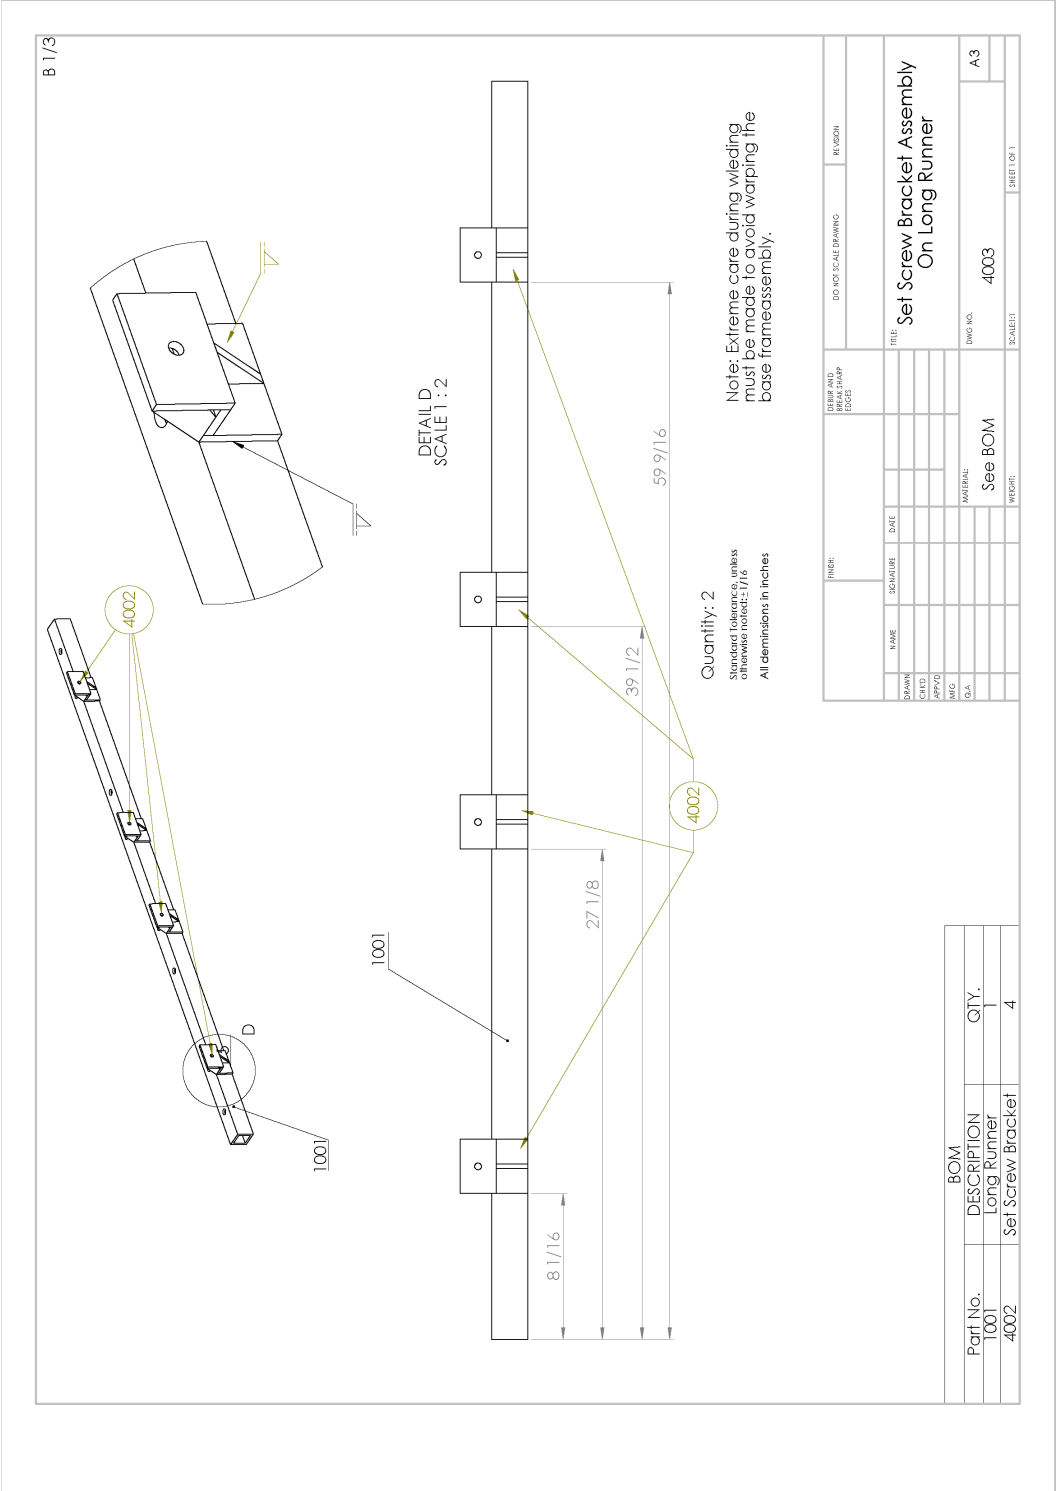 B 1/3
4002
D
1001
DETAIL D
SCALE 1 : 2
1001
8 1/16
27 1/8
39 1/2
59 9/16
4002
Quantity: 2
Standard Tolerance, unless
otherwise noted:±1/16
All deminsions in inches
Note: Extreme care during wleding
must be made to avoid warping the
base frameassembly.
BOM
Part No. DESCRIPTION QTY.
1001 Long Runner 1
4002 Set Screw Bracket 4
FINISH:
DEBUR AND
BREAK SHARP
EDGES
DO NOT SCALE DRAWING
REVISION
NAME SIGNATURE DATE
DRAWN
CHK'D
APPV'D
MFG
Q.A
TITLE:
Set Screw Bracket Assembly
On Long Runner
MATERIAL:
See BOM
DWG NO.
4003
A3
WEIGHT:
SCALE:1:1
SHEET 1 OF 1